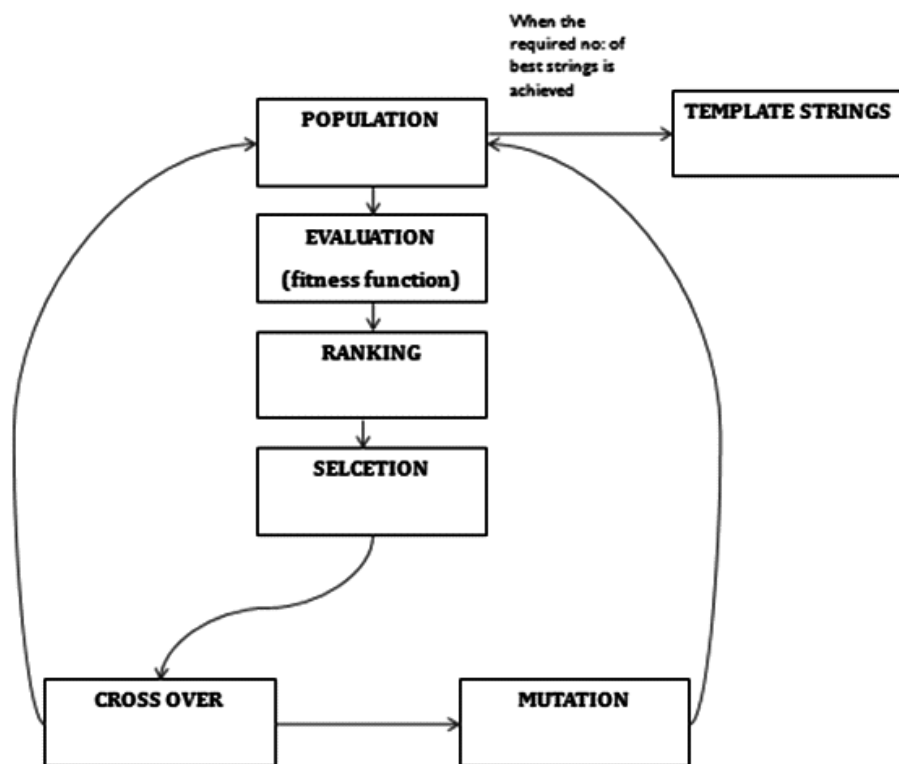 When the
required no: of
best strings is
achieved
POPULATION
TEMPLATE STRINGS
EVALUATION
(fitness function)
RANKING
SELCETION
CROSS OVER
MUTATION